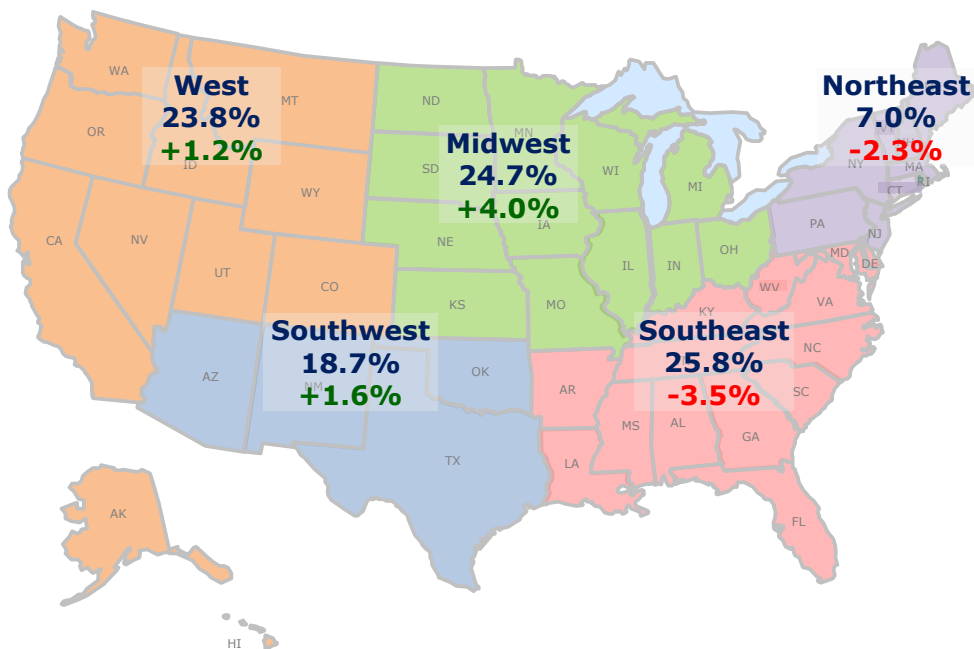 WA
West
23.8%
+1.2%
OR
ID
MT
WY
CA
NV
UT
CO
ND
SD
NE
KS
MN
Midwest
24.7%
+4.0%
IA
MO
WI
IL
MI
IN
OH
Northeast
7.0%
-2.3%
NY
MA
CT
RI
PA
NJ
MD
DE
WV
VA
KY
Southwest
18.7%
+1.6%
AZ
NM
OK
TX
Southeast
25.8%
-3.5%
NC
SC
AR
MS
AL
GA
LA
FL
AK
HI